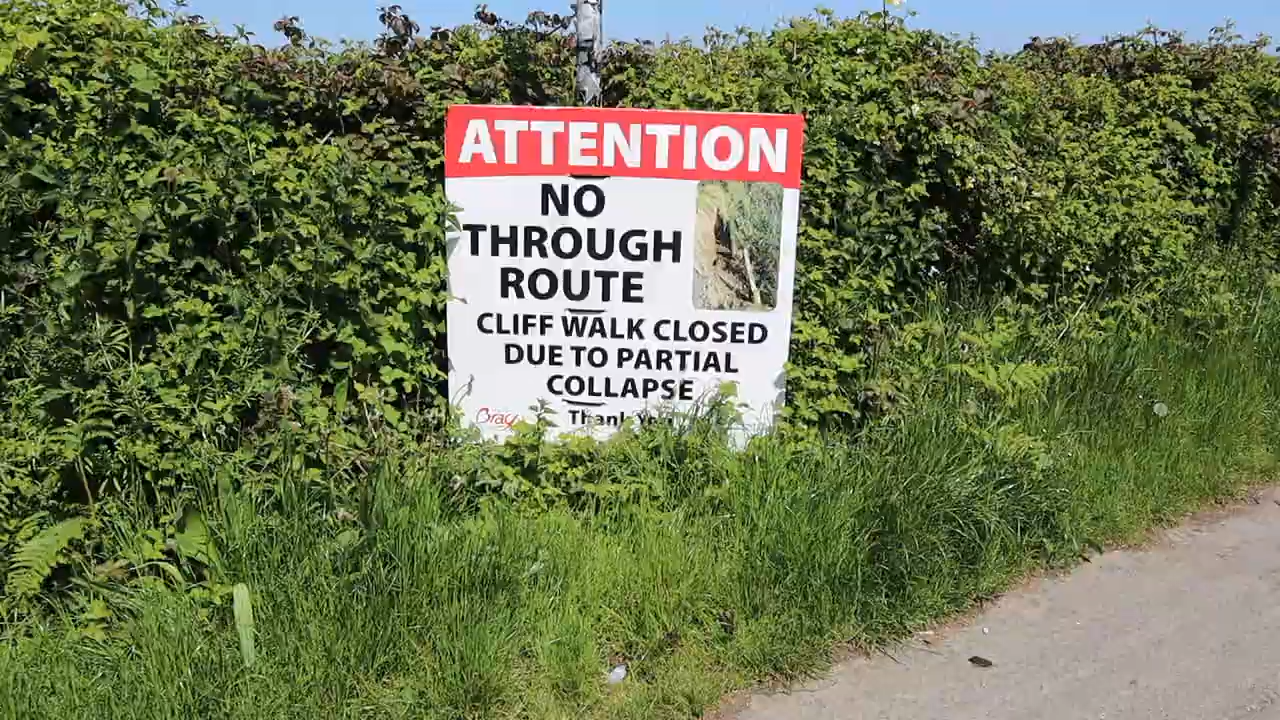 ATTENTION
NO
THROUGH
ROUTE
CLIFF WALK CLOSED
DUE TO PARTIAL
COLLAPSE
Bray
Thank You